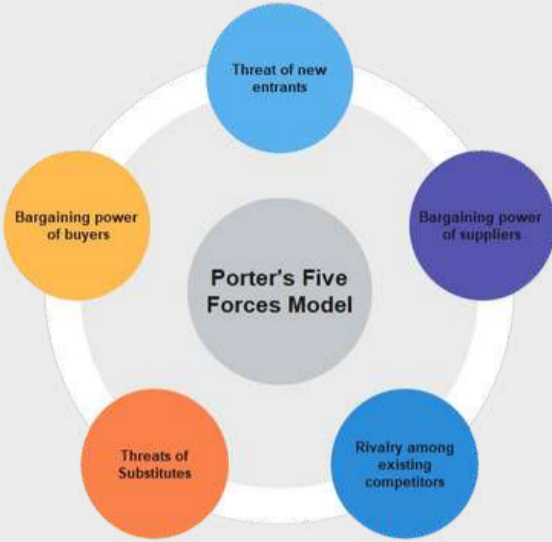 Threat of new
entrants
Bargaining power
of buyers
Bargaining power
of suppliers
Porter's Five
Forces Model
Threats of
Substitutes
Rivalry among
existing
competitors